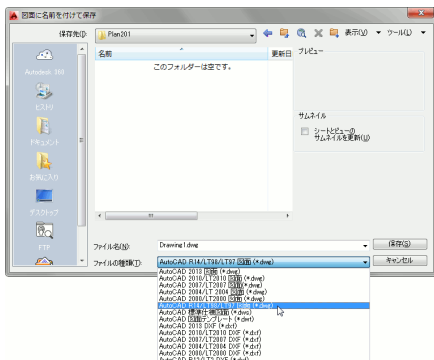 図面に名前を付けて保存
保存先(I):
Plan201
表示(V)
ツール(L)
名前
更新日
プレビュー
このフォルダーは空です。
Autodesk 360
ヒストリ
ドキュメント
お気に入り
デスクトップ
FTP
サムネイル
シートとビューの
サムネイルを更新(U)
ファイル名(N):
Drawing1.dwg
保存(S)
ファイルの種類(T):
AutoCAD R14/LT98/LT97 図面 (*.dwg)
キャンセル
AutoCAD 2013 図面 (*.dwg)
AutoCAD 2010/LT2010 図面 (*.dwg)
AutoCAD 2007/LT2007 図面 (*.dwg)
AutoCAD 2004/LT 2004 図面 (*.dwg)
AutoCAD 2000/LT2000 図面 (*.dwg)
AutoCAD R14/LT98/LT97 図面 (*.dwg)
AutoCAD 標準仕様図面 (*.dws)
AutoCAD 図面テンプレート (*.dwt)
AutoCAD 2013 DXF (*.dxf)
AutoCAD 2010/LT2010 DXF (*.dxf)
AutoCAD 2007/LT2007 DXF (*.dxf)
AutoCAD 2004/LT2004 DXF (*.dxf)
AutoCAD 2000/LT2000 DXF (*.dxf)
AutoCAD R12/LT2 DXF (*.dxf)